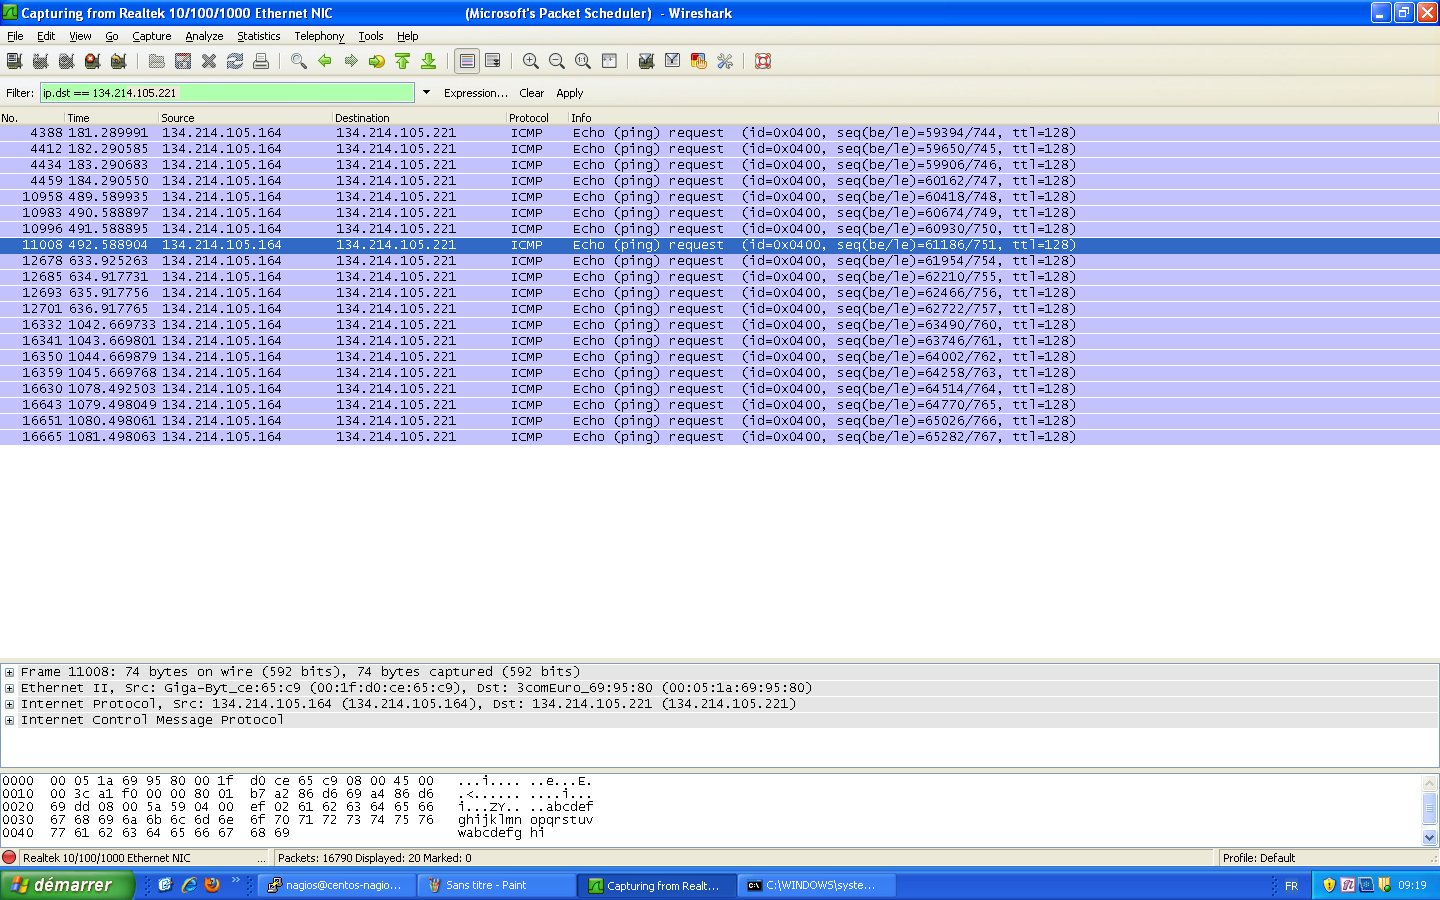 Capturing from Realtek 10/100/1000 Ethernet NIC (Microsoft's Packet Scheduler) - Wireshark
File Edit View Go Capture Analyze Statistics Telephony Tools Help
Filter: ip.dst == 134.214.105.221 Expression... Clear Apply
No. Time Source Destination Protocol Info
4388 181.289991 134.214.105.164 134.214.105.221 ICMP Echo (ping) request (id=0x0400, seq(be/le)=59394/744, ttl=128)
4412 182.290585 134.214.105.164 134.214.105.221 ICMP Echo (ping) request (id=0x0400, seq(be/le)=59650/745, ttl=128)
4434 183.290683 134.214.105.164 134.214.105.221 ICMP Echo (ping) request (id=0x0400, seq(be/le)=59906/746, ttl=128)
4459 184.290550 134.214.105.164 134.214.105.221 ICMP Echo (ping) request (id=0x0400, seq(be/le)=60162/747, ttl=128)
10958 489.589935 134.214.105.164 134.214.105.221 ICMP Echo (ping) request (id=0x0400, seq(be/le)=60418/748, ttl=128)
10983 490.588897 134.214.105.164 134.214.105.221 ICMP Echo (ping) request (id=0x0400, seq(be/le)=60674/749, ttl=128)
10996 491.588895 134.214.105.164 134.214.105.221 ICMP Echo (ping) request (id=0x0400, seq(be/le)=60930/750, ttl=128)
11008 492.588904 134.214.105.164 134.214.105.221 ICMP Echo (ping) request (id=0x0400, seq(be/le)=61186/751, ttl=128)
12678 633.925263 134.214.105.164 134.214.105.221 ICMP Echo (ping) request (id=0x0400, seq(be/le)=61954/754, ttl=128)
12685 634.917731 134.214.105.164 134.214.105.221 ICMP Echo (ping) request (id=0x0400, seq(be/le)=62210/755, ttl=128)
12693 635.917756 134.214.105.164 134.214.105.221 ICMP Echo (ping) request (id=0x0400, seq(be/le)=62466/756, ttl=128)
12701 636.917765 134.214.105.164 134.214.105.221 ICMP Echo (ping) request (id=0x0400, seq(be/le)=62722/757, ttl=128)
16332 1042.669733 134.214.105.164 134.214.105.221 ICMP Echo (ping) request (id=0x0400, seq(be/le)=63490/760, ttl=128)
16341 1043.669801 134.214.105.164 134.214.105.221 ICMP Echo (ping) request (id=0x0400, seq(be/le)=63746/761, ttl=128)
16350 1044.669879 134.214.105.164 134.214.105.221 ICMP Echo (ping) request (id=0x0400, seq(be/le)=64002/762, ttl=128)
16359 1045.669768 134.214.105.164 134.214.105.221 ICMP Echo (ping) request (id=0x0400, seq(be/le)=64258/763, ttl=128)
16630 1078.492503 134.214.105.164 134.214.105.221 ICMP Echo (ping) request (id=0x0400, seq(be/le)=64514/764, ttl=128)
16643 1079.498049 134.214.105.164 134.214.105.221 ICMP Echo (ping) request (id=0x0400, seq(be/le)=64770/765, ttl=128)
16651 1080.498061 134.214.105.164 134.214.105.221 ICMP Echo (ping) request (id=0x0400, seq(be/le)=65026/766, ttl=128)
16665 1081.498063 134.214.105.164 134.214.105.221 ICMP Echo (ping) request (id=0x0400, seq(be/le)=65282/767, ttl=128)
Frame 11008: 74 bytes on wire (592 bits), 74 bytes captured (592 bits)
Ethernet II, Src: Giga-Byt_ce:65:c9 (00:1f:d0:ce:65:c9), Dst: 3comEuro_69:95:80 (00:05:1a:69:95:80)
Internet Protocol, Src: 134.214.105.164 (134.214.105.164), Dst: 134.214.105.221 (134.214.105.221)
Internet Control Message Protocol
0000 00 05 1a 69 95 80 00 1f d0 ce 65 c9 08 00 45 00 ...i.... ..e...E.
0010 00 3c a1 f0 00 00 80 01 b7 a2 86 d6 69 a4 86 d6 .<...... ....i...
0020 69 dd 08 00 5a 59 04 00 ef 02 61 62 63 64 65 66 i...ZY.. ..abcdef
0030 67 68 69 6a 6b 6c 6d 6e 6f 70 71 72 73 74 75 76 ghijklmn opqrstuv
0040 77 61 62 63 64 65 66 67 68 69 wabcdefg hi
Realtek 10/100/1000 Ethernet NIC ... Packets: 16790 Displayed: 20 Marked: 0 Profile: Default
démarrer nagios@centos-nagio... Sans titre - Paint Capturing from Realt... C:\WINDOWS\syste... FR 09:19